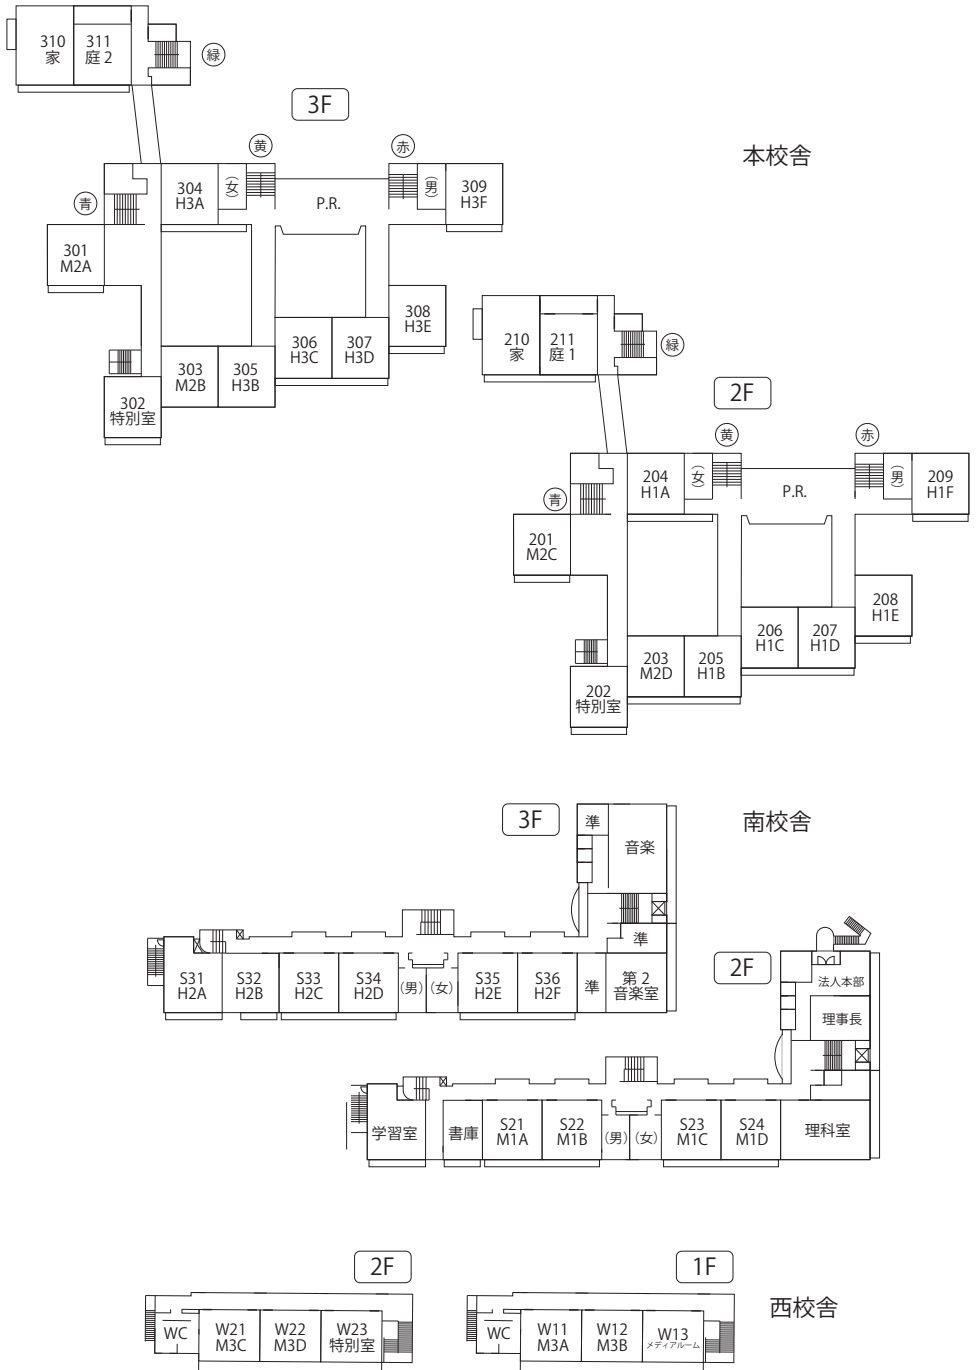 310
家
311
庭 2
緑
3F
本校舎
黄
赤
304
H3A
(女)
P.R.
(男)
309
H3F
青
301
M2A
308
H3E
306
H3C
307
H3D
303
M2B
305
H3B
302
特別室
210
家
211
庭 1
緑
2F
黄
赤
204
H1A
(女)
P.R.
(男)
209
H1F
青
201
M2C
208
H1E
206
H1C
207
H1D
203
M2D
205
H1B
202
特別室
3F
南校舎
準
音楽
準
S31
H2A
S32
H2B
S33
H2C
S34
H2D
(男)
(女)
S35
H2E
S36
H2F
準
第 2
音楽室
2F
法人本部
理事長
学習室
書庫
S21
M1A
S22
M1B
(男)
(女)
S23
M1C
S24
M1D
理科室
2F
1F
西校舎
WC
W21
M3C
W22
M3D
W23
特別室
WC
W11
M3A
W12
M3B
W13
メディアルーム